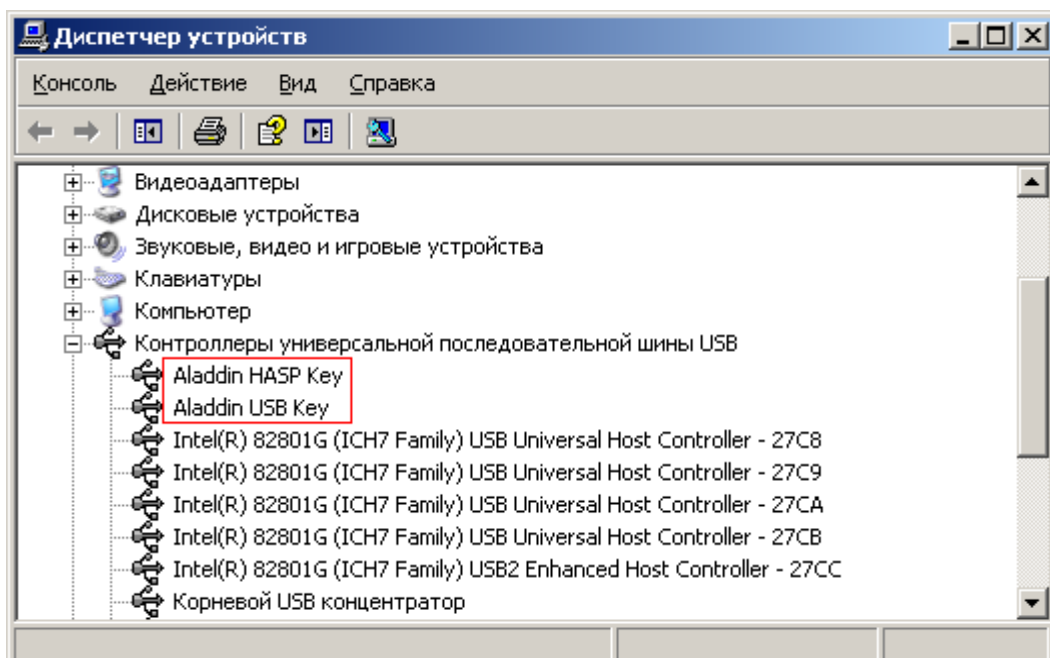 Диспетчер устройств
Консоль Действие Вид Справка
Видеоадаптеры
Дисковые устройства
Звуковые, видео и игровые устройства
Клавиатуры
Компьютер
Контроллеры универсальной последовательной шины USB
Aladdin HASP Key
Aladdin USB Key
Intel(R) 82801G (ICH7 Family) USB Universal Host Controller - 27C8
Intel(R) 82801G (ICH7 Family) USB Universal Host Controller - 27C9
Intel(R) 82801G (ICH7 Family) USB Universal Host Controller - 27CA
Intel(R) 82801G (ICH7 Family) USB Universal Host Controller - 27CB
Intel(R) 82801G (ICH7 Family) USB2 Enhanced Host Controller - 27CC
Корневой USB концентратор